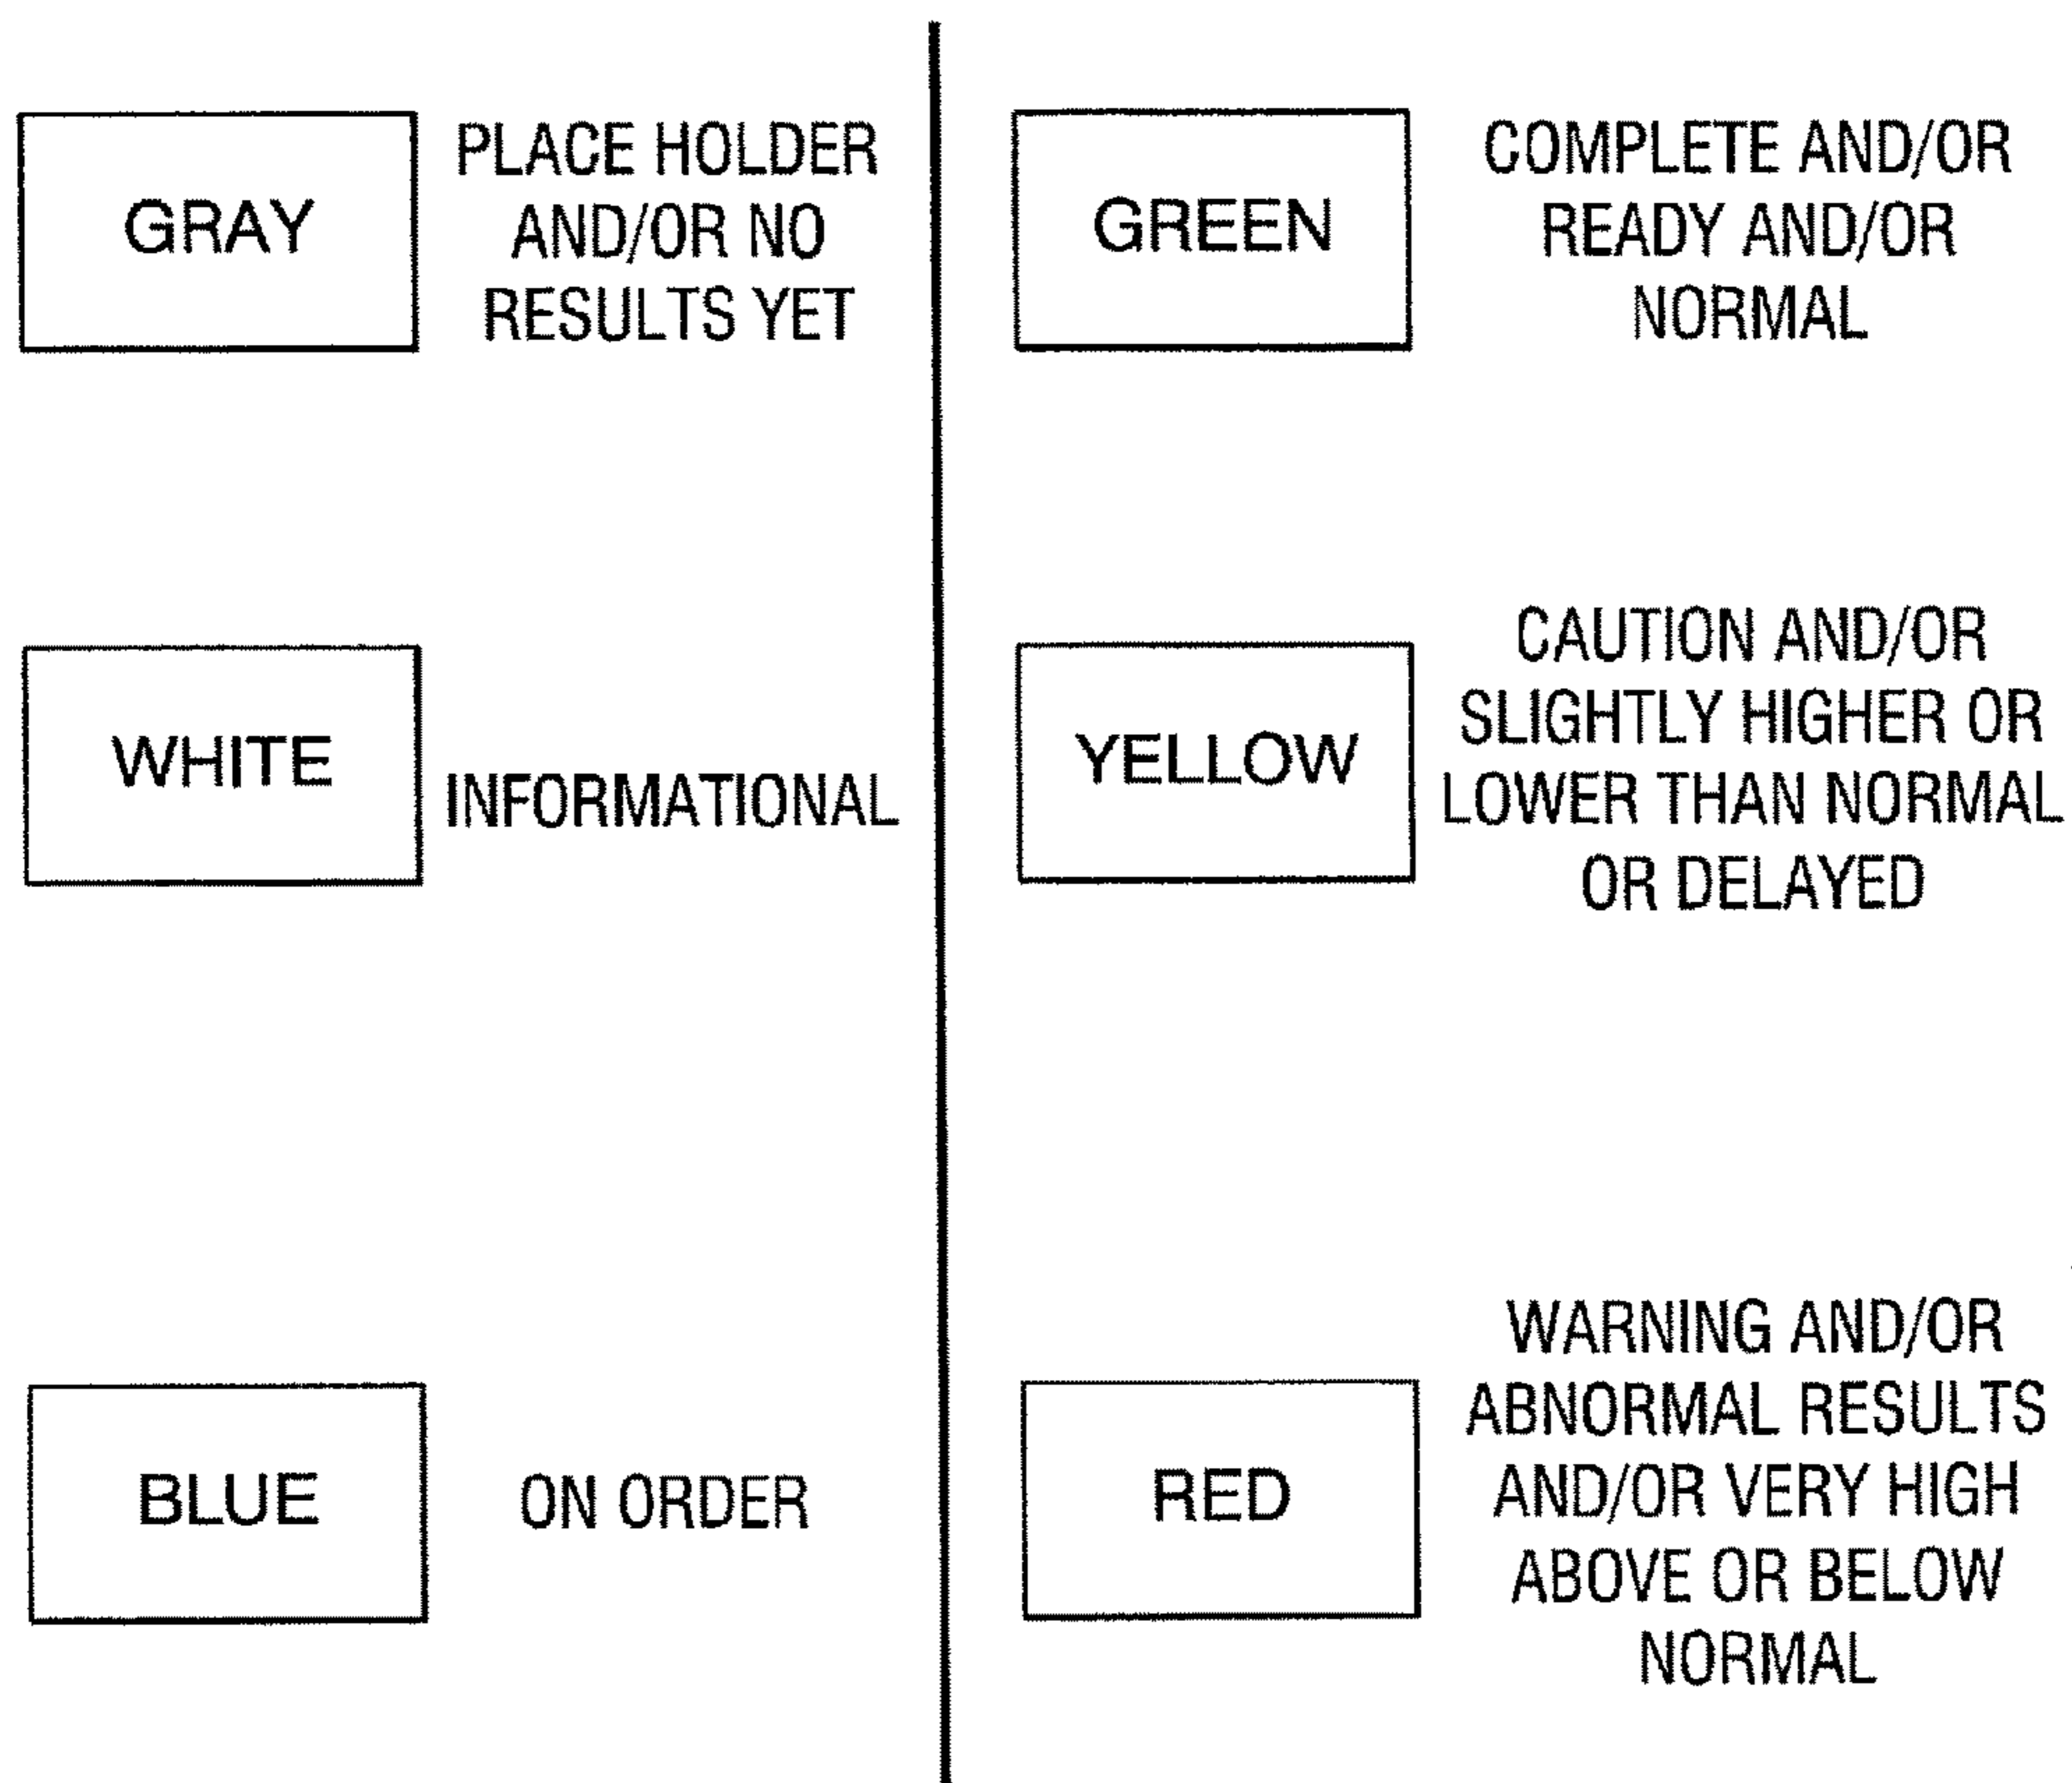 GRAY
PLACE HOLDER
AND/OR NO
RESULTS YET
WHITE
INFORMATIONAL
BLUE
ON ORDER
GREEN
COMPLETE AND/OR
READY AND/OR
NORMAL
YELLOW
CAUTION AND/OR
SLIGHTLY HIGHER OR
LOWER THAN NORMAL
OR DELAYED
RED
WARNING AND/OR
ABNORMAL RESULTS
AND/OR VERY HIGH
ABOVE OR BELOW
NORMAL